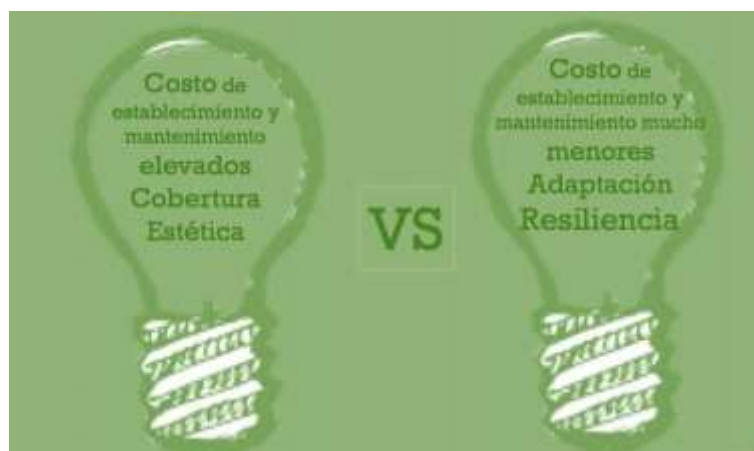 Costo de
establecimiento y
mantenimiento
elevados
Cobertura
Estética
VS
Costo de
establecimiento y
mantenimiento mucho
menores
Adaptación
Resiliencia